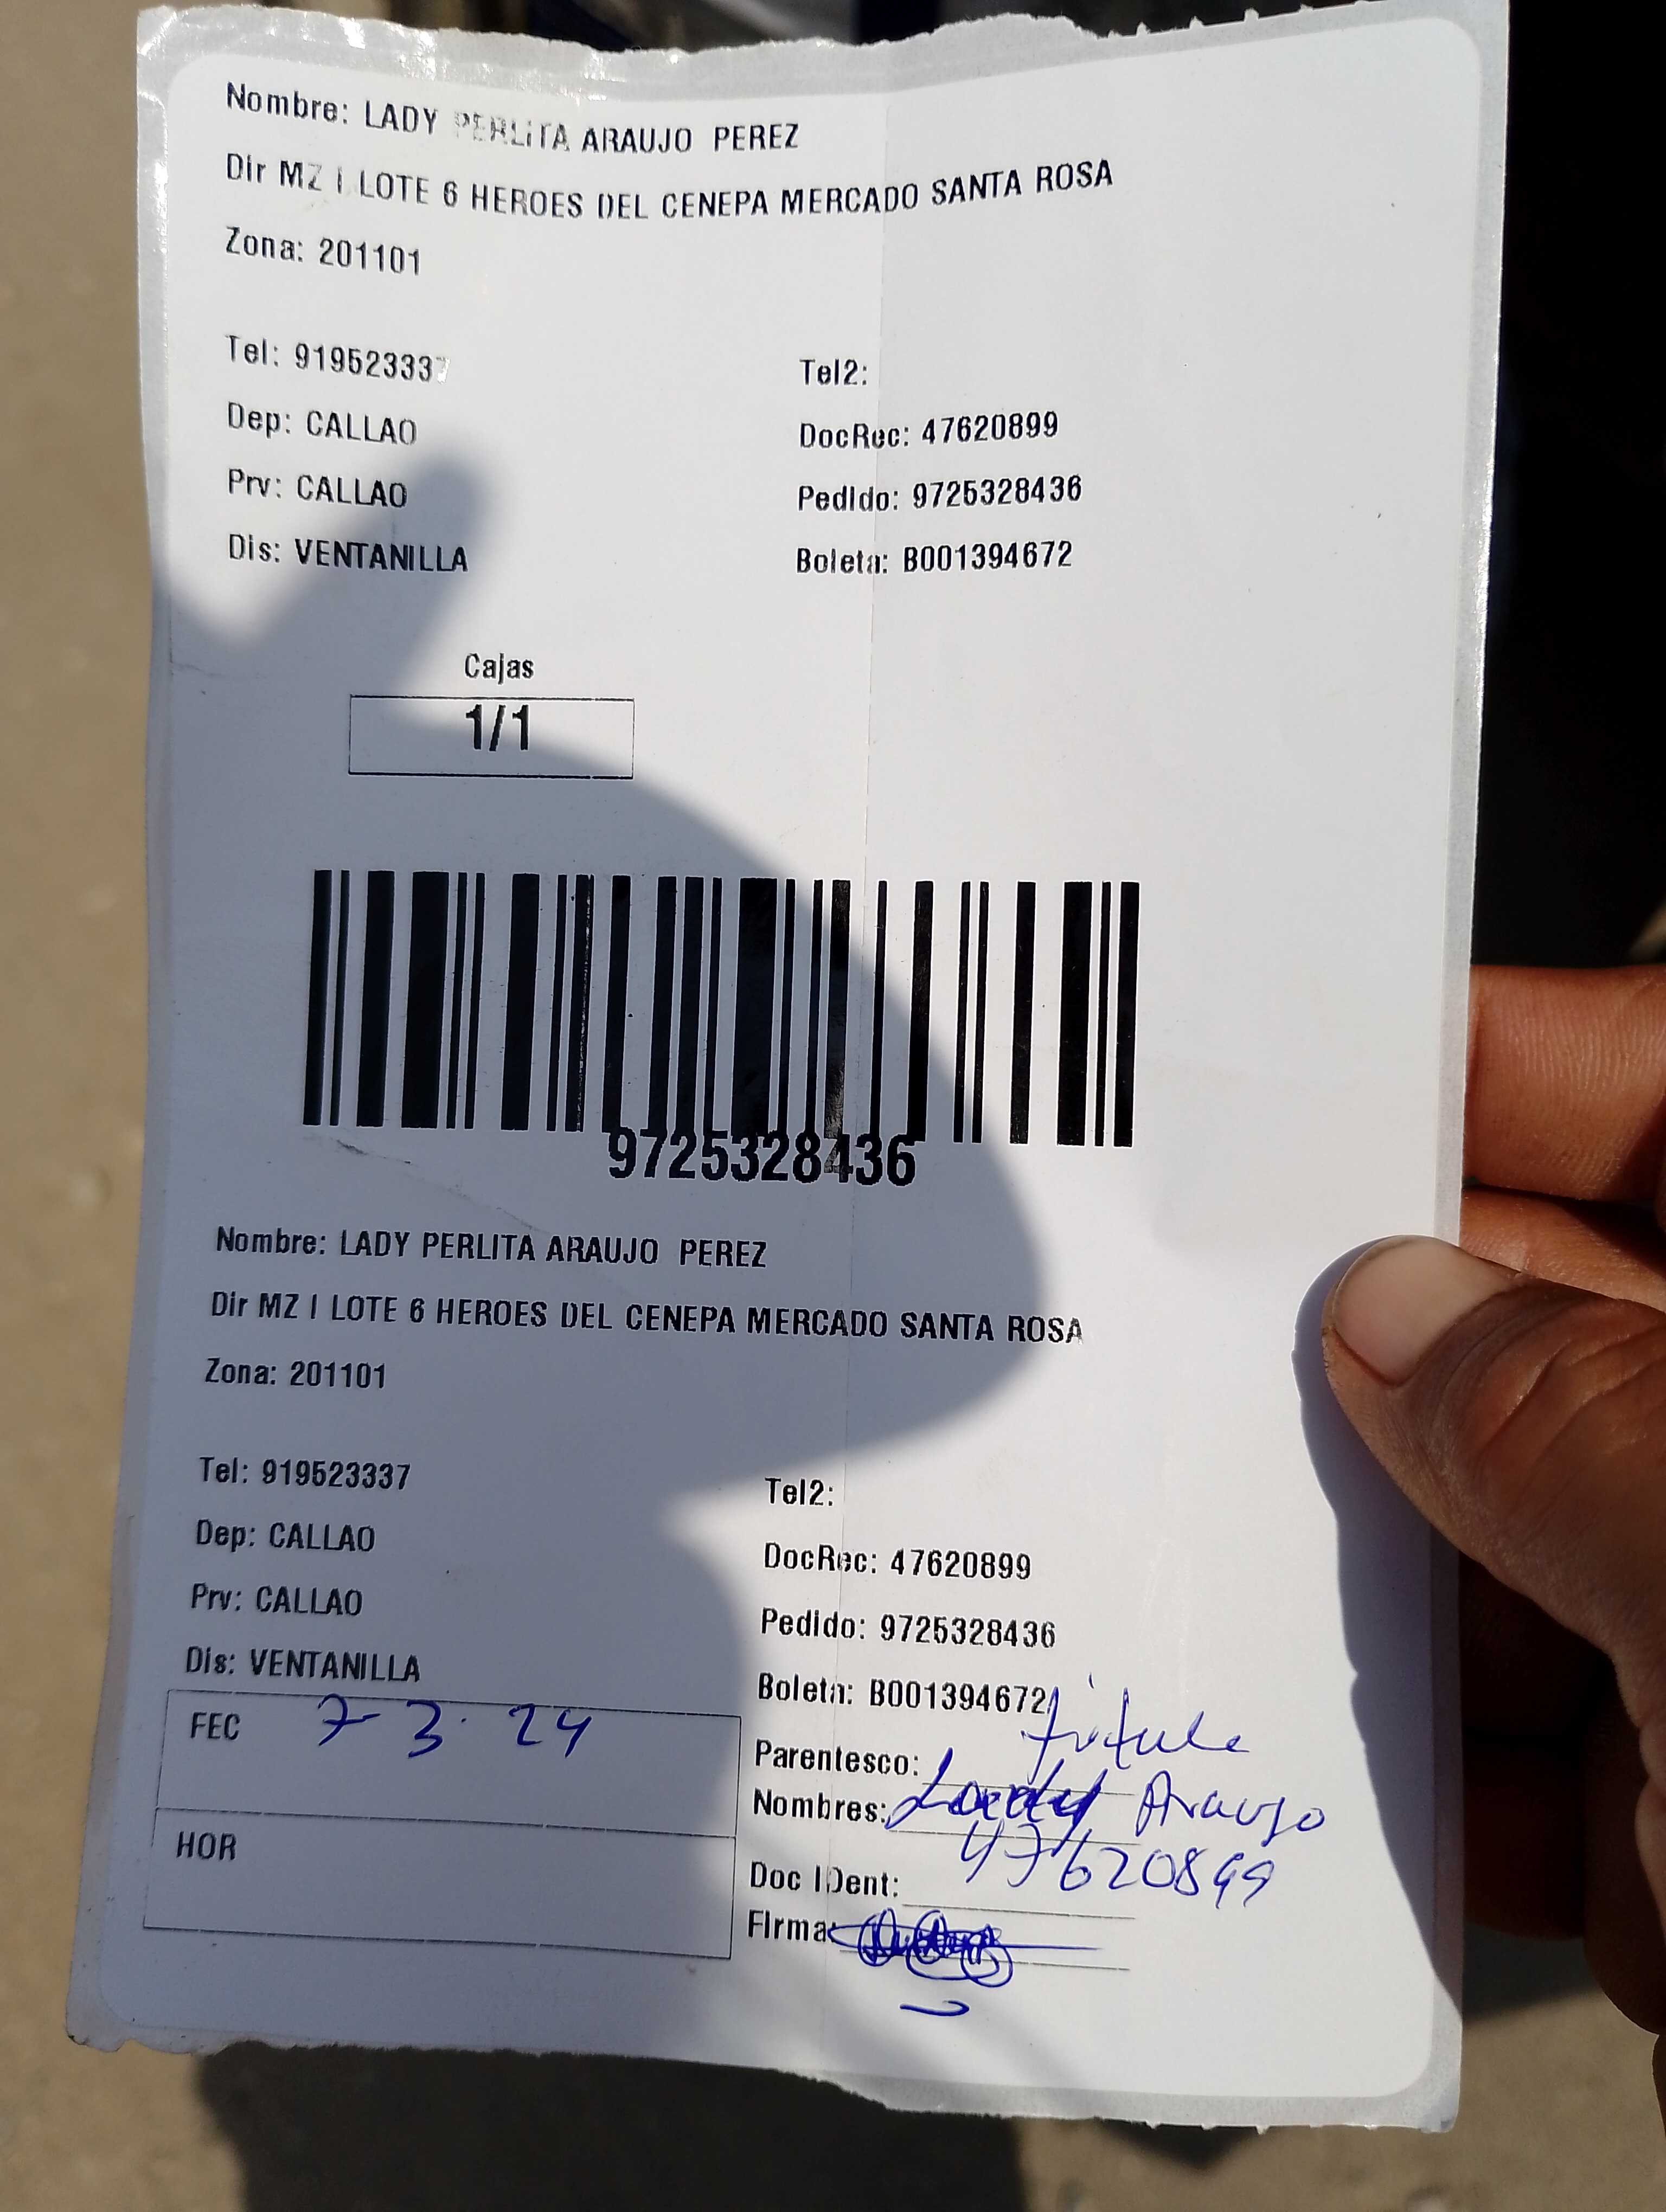 Nombre: LADY PERLITA ARAUJO PEREZ
Dir MZ I LOTE 6 HEROES DEL CENEPA MERCADO SANTA ROSA
Zona: 201101
Tel: 919523337
Tel2:
Dep: CALLAO
DocRec: 47620899
Prv: CALLAO
Pedido: 9725328436
Dis: VENTANILLA
Boleta: B001394672
Cajas
1/1
9725328436
Nombre: LADY PERLITA ARAUJO PEREZ
Dir MZ I LOTE 6 HEROES DEL CENEPA MERCADO SANTA ROSA
Zona: 201101
Tel: 919523337
Tel2:
Dep: CALLAO
DocRec: 47620899
Prv: CALLAO
Pedido: 9725328436
Dis: VENTANILLA
Boleta: B001394672
FEC 7-3-24
HOR
Parentesco:
Nombres: Lady Araujo
Doc IDent: 47620899
Firma: